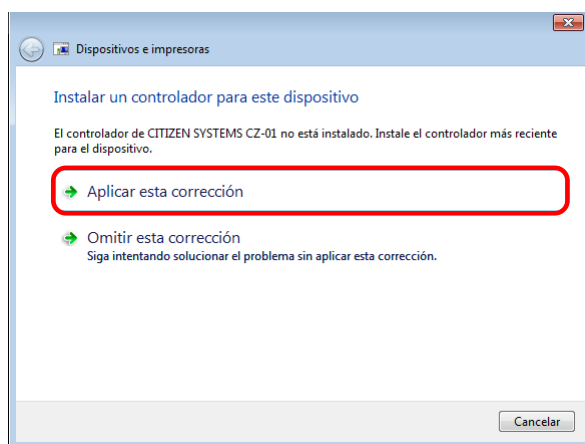 Dispositivos e impresoras
Instalar un controlador para este dispositivo
El controlador de CITIZEN SYSTEMS CZ-01 no está instalado. Instale el controlador más reciente
para el dispositivo.
Aplicar esta corrección
Omitir esta corrección
Siga intentando solucionar el problema sin aplicar esta corrección.
Cancelar